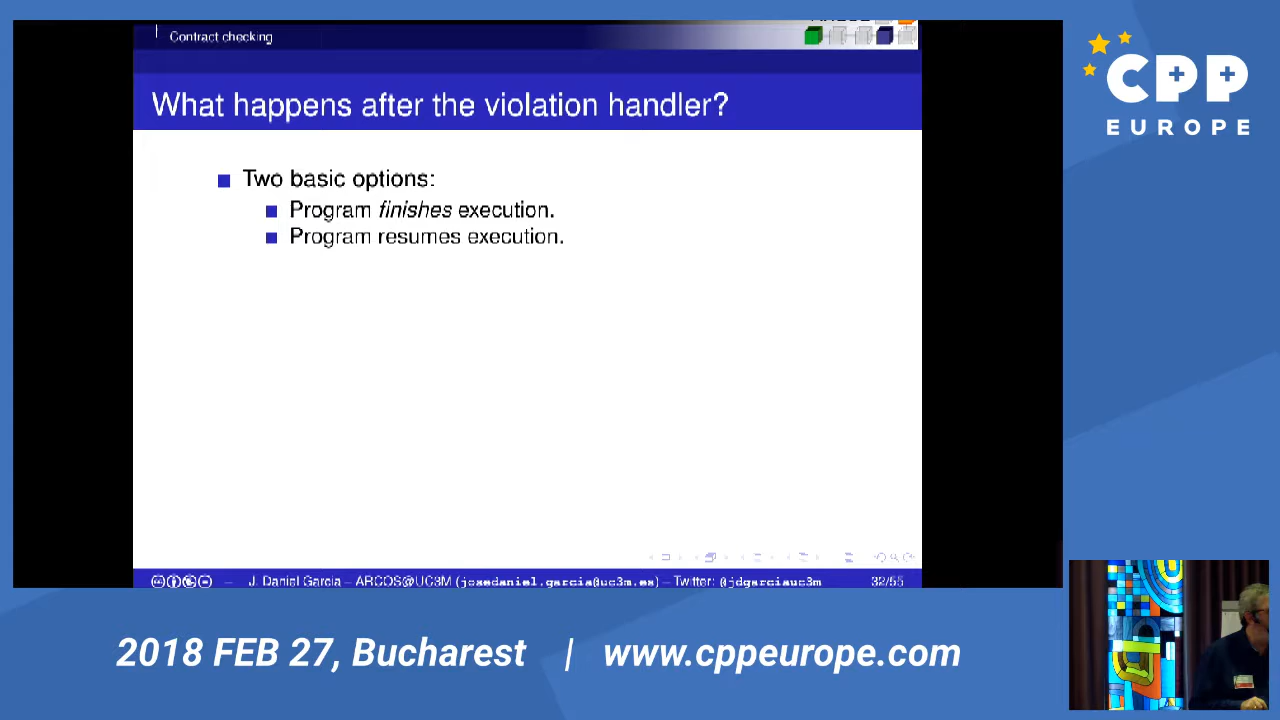 Contract checking
What happens after the violation handler?
Two basic options:
Program finishes execution.
Program resumes execution.
J. Daniel Garcia – ARCOS@UC3M (josedaniel.garcia@uc3m.es) – Twitter: @jdgarciauc3m 32/55
CPP
EUROPE
2018 FEB 27, Bucharest | www.cppeurope.com